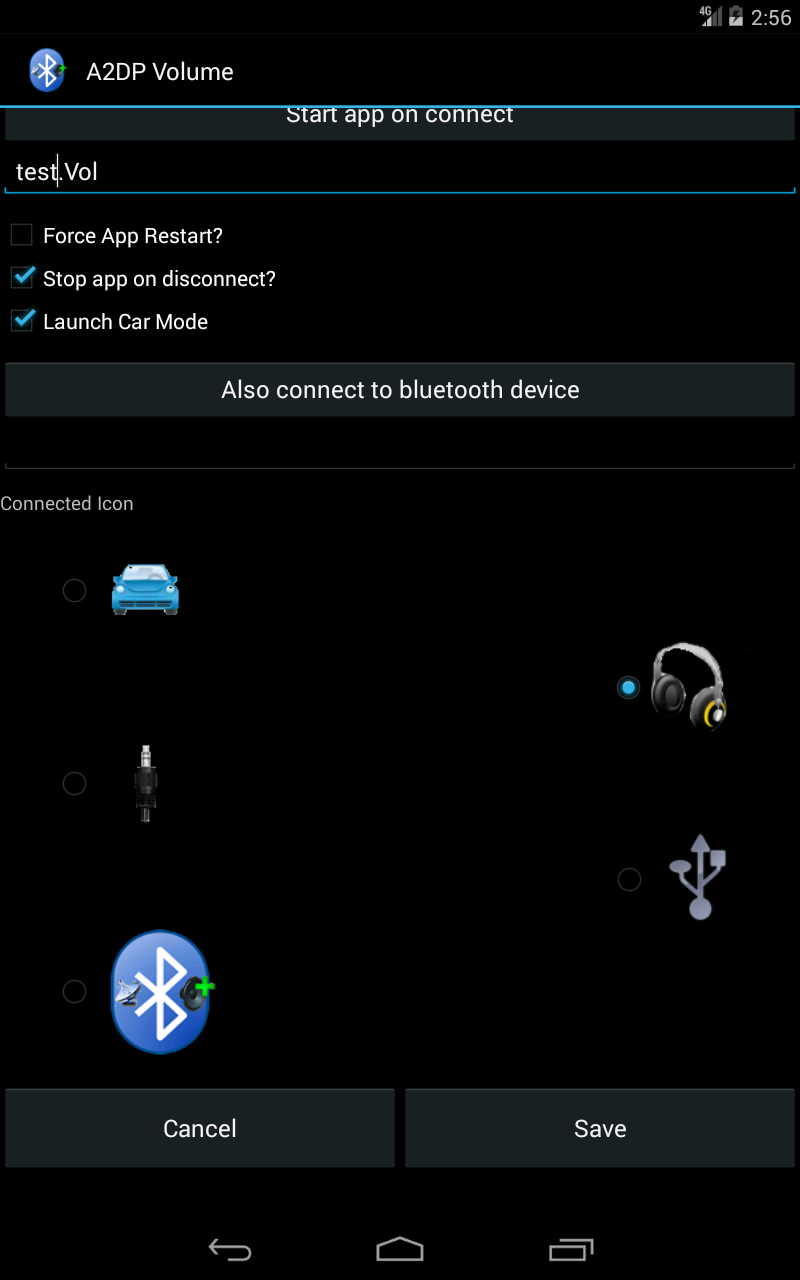 4G 2:56
A2DP Volume
Start app on connect
test.Vol
Force App Restart?
Stop app on disconnect?
Launch Car Mode
Also connect to bluetooth device
Connected Icon
Cancel Save